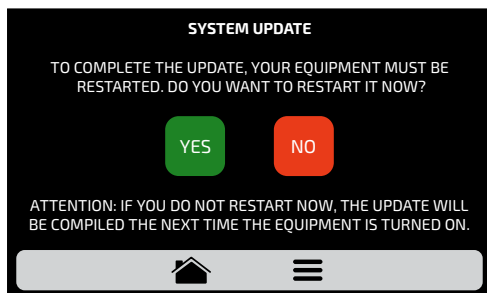 SYSTEM UPDATE
TO COMPLETE THE UPDATE, YOUR EQUIPMENT MUST BE
RESTARTED. DO YOU WANT TO RESTART IT NOW?
YES
NO
ATTENTION: IF YOU DO NOT RESTART NOW, THE UPDATE WILL
BE COMPILED THE NEXT TIME THE EQUIPMENT IS TURNED ON.